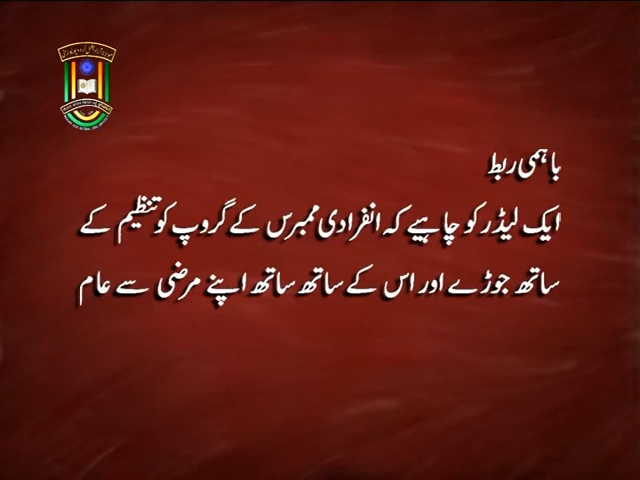 باہمی ربط
ایک لیڈر کو چاہیے کہ انفرادی ممبرس کے گروپ کو تنظیم کے
ساتھ جوڑے اور اس کے ساتھ ساتھ اپنے مرضی سے عام